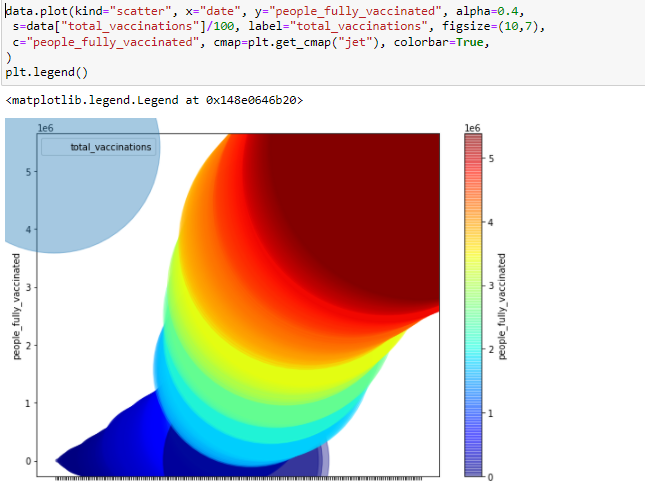 data.plot(kind="scatter", x="date", y="people_fully_vaccinated", alpha=0.4,
s=data["total_vaccinations"]/100, label="total_vaccinations", figsize=(10,7),
c="people_fully_vaccinated", cmap=plt.get_cmap("jet"), colorbar=True,
)
plt.legend()
<matplotlib.legend.Legend at 0x148e0646b20>
1e6
total_vaccinations
5
4
3
2
1
0
people_fully_vaccinated
1e6
5
4
3
2
1
0
people_fully_vaccinated